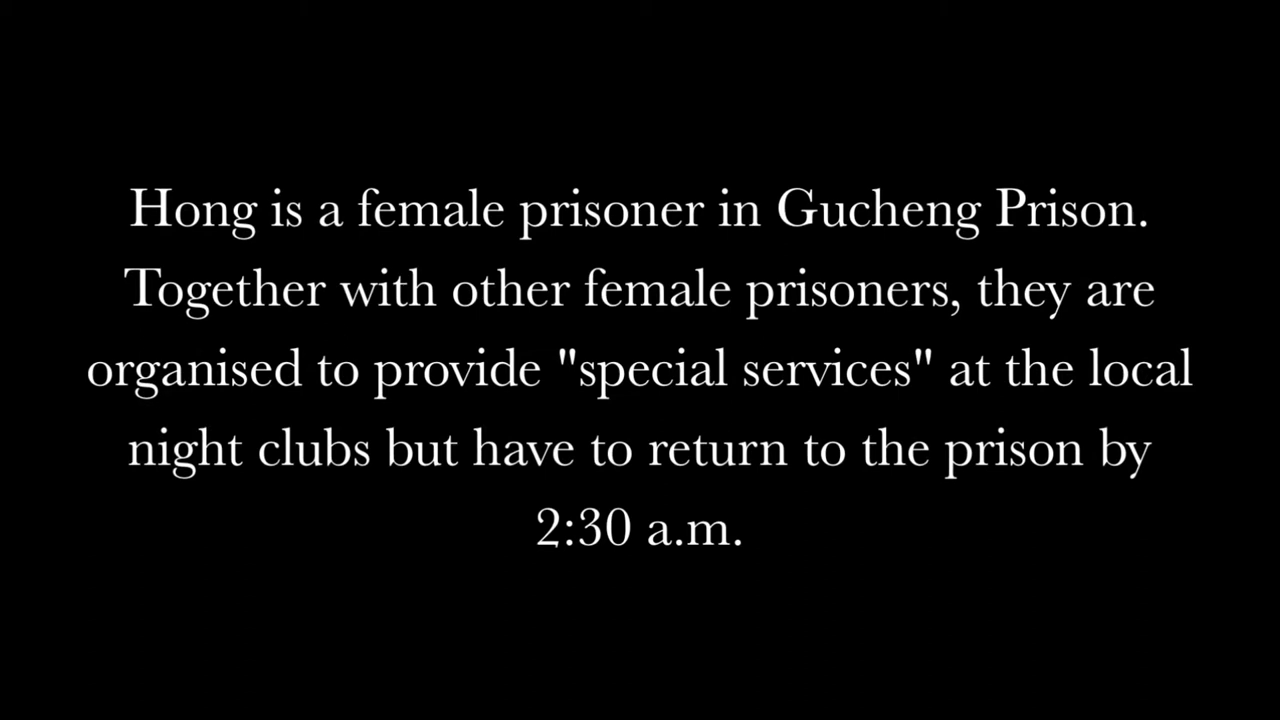 Hong is a female prisoner in Gucheng Prison.
Together with other female prisoners, they are
organised to provide "special services" at the local
night clubs but have to return to the prison by
2:30 a.m.